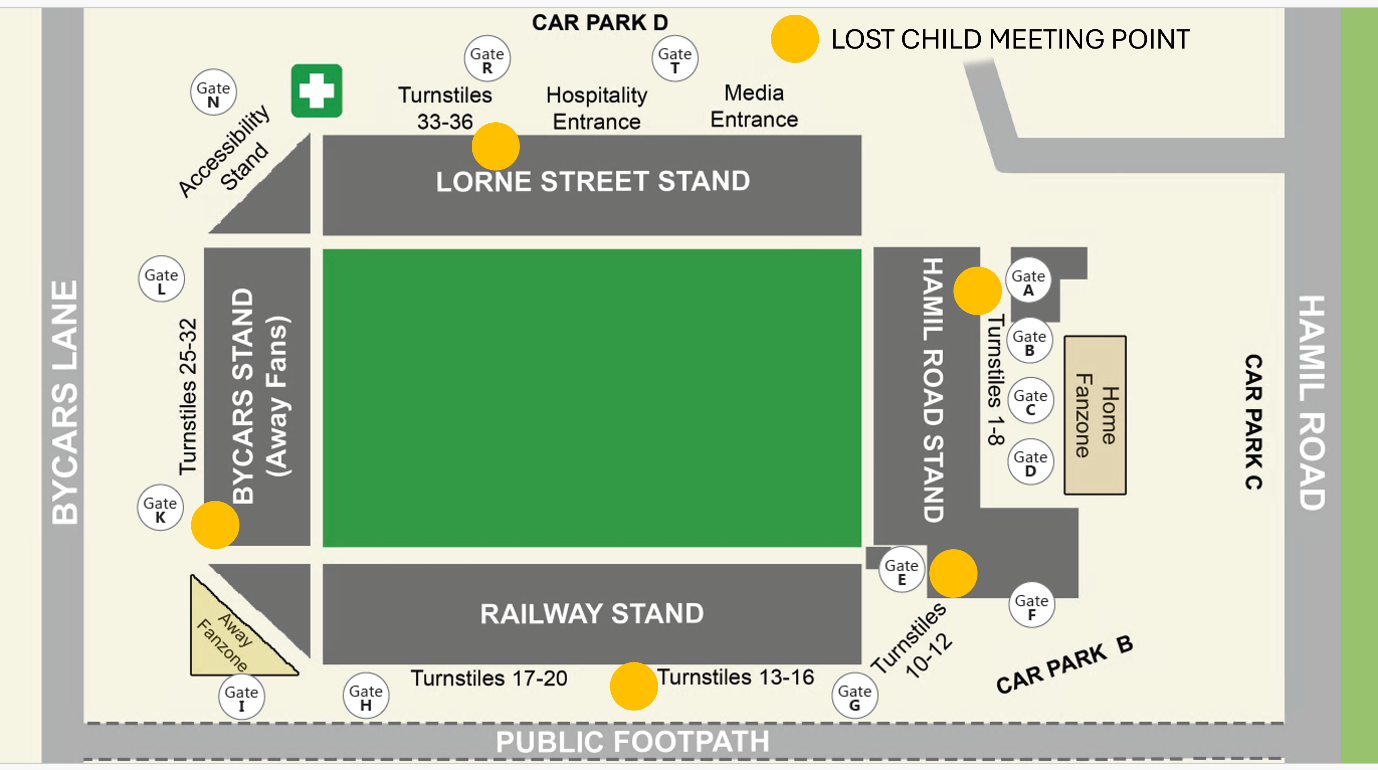 CAR PARK D
LOST CHILD MEETING POINT
Gate
R
Gate
T
Gate
N
Turnstiles
33-36
Hospitality
Entrance
Media
Entrance
Accessibility
Stand
LORNE STREET STAND
BYCARS LANE
Gate
L
Turnstiles 25-32
BYCARS STAND
(Away Fans)
Gate
K
HAMIL ROAD STAND
Gate
A
Turnstiles 1-8
Gate
B
Gate
C
Gate
D
Home
Fanzone
CAR PARK C
HAMIL ROAD
Gate
E
Gate
F
Turnstiles
10-12
CAR PARK B
RAILWAY STAND
Away
Fanzone
Gate
I
Gate
H
Turnstiles 17-20
Turnstiles 13-16
Gate
G
PUBLIC FOOTPATH